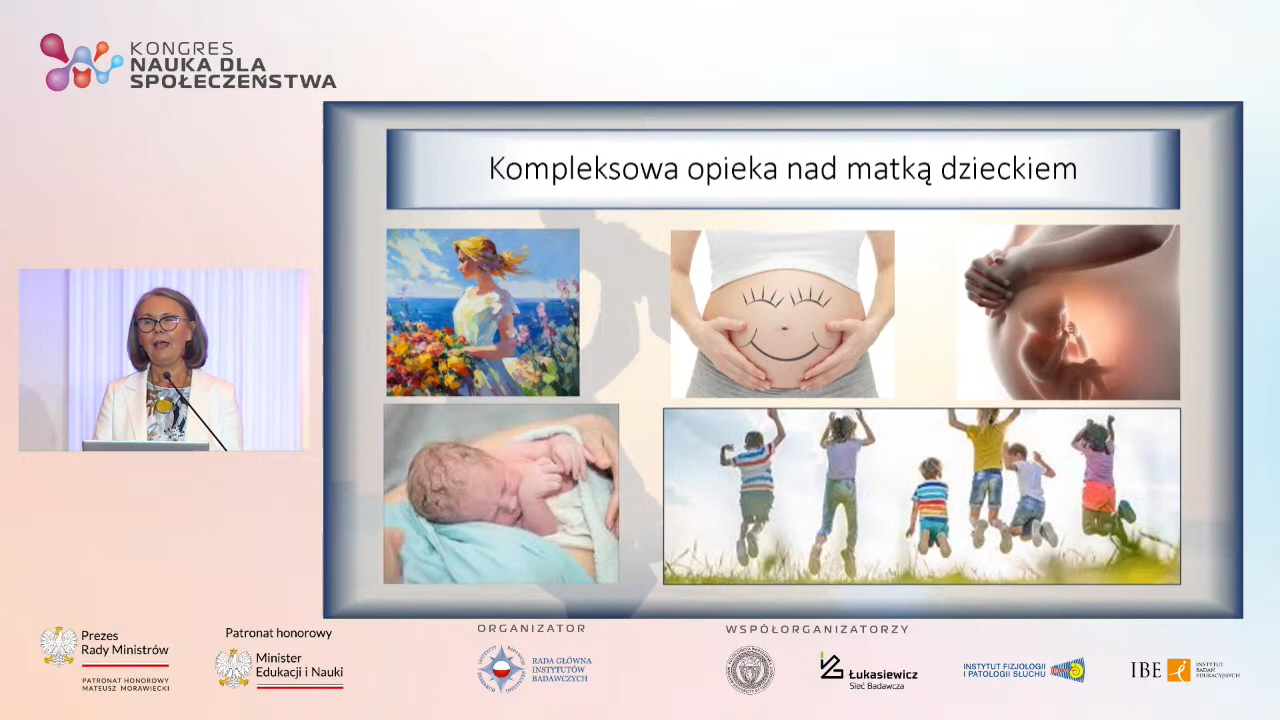 KONGRES
NAUKA DLA
SPOŁECZEŃSTWA
Kompleksowa opieka nad matką dzieckiem
Prezes
Rady Ministrów
PATRONAT HONOROWY
MATEUSZ MORAWIECKI
Patronat honorowy
Minister
Edukacji i Nauki
ORGANIZATOR
RADA GŁÓWNA
INSTYTUTÓW
BADAWCZYCH
WSPÓŁORGANIZATORZY
Łukasiewicz
Sieć Badawcza
INSTYTUT FIZJOLOGII
I PATOLOGII SŁUCHU
IBE
INSTYTUT
BADAŃ
EDUKACYJNYCH